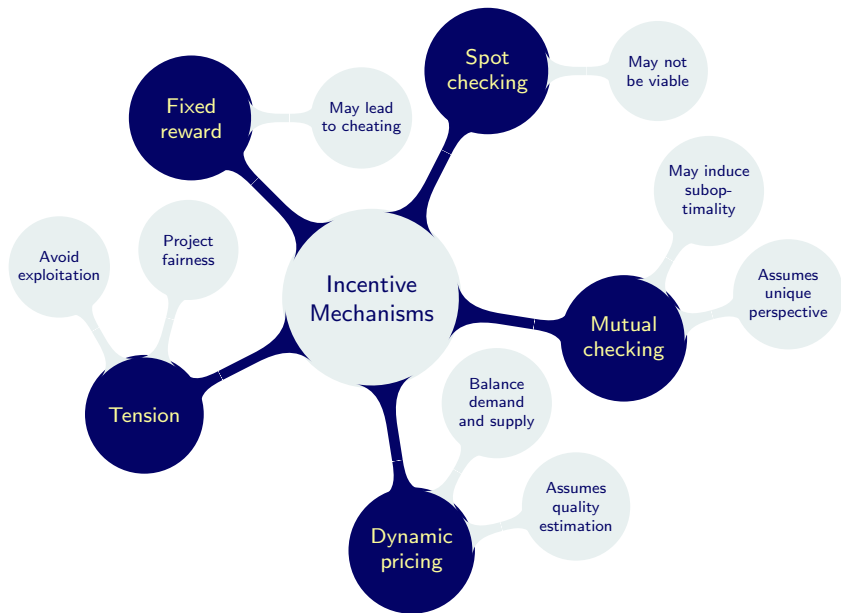 Spot
checking
May not
be viable
Fixed
reward
May lead
to cheating
May induce
subop-
timality
Avoid
exploitation
Project
fairness
Incentive
Mechanisms
Assumes
unique
perspective
Mutual
checking
Tension
Balance
demand
and supply
Assumes
quality
estimation
Dynamic
pricing